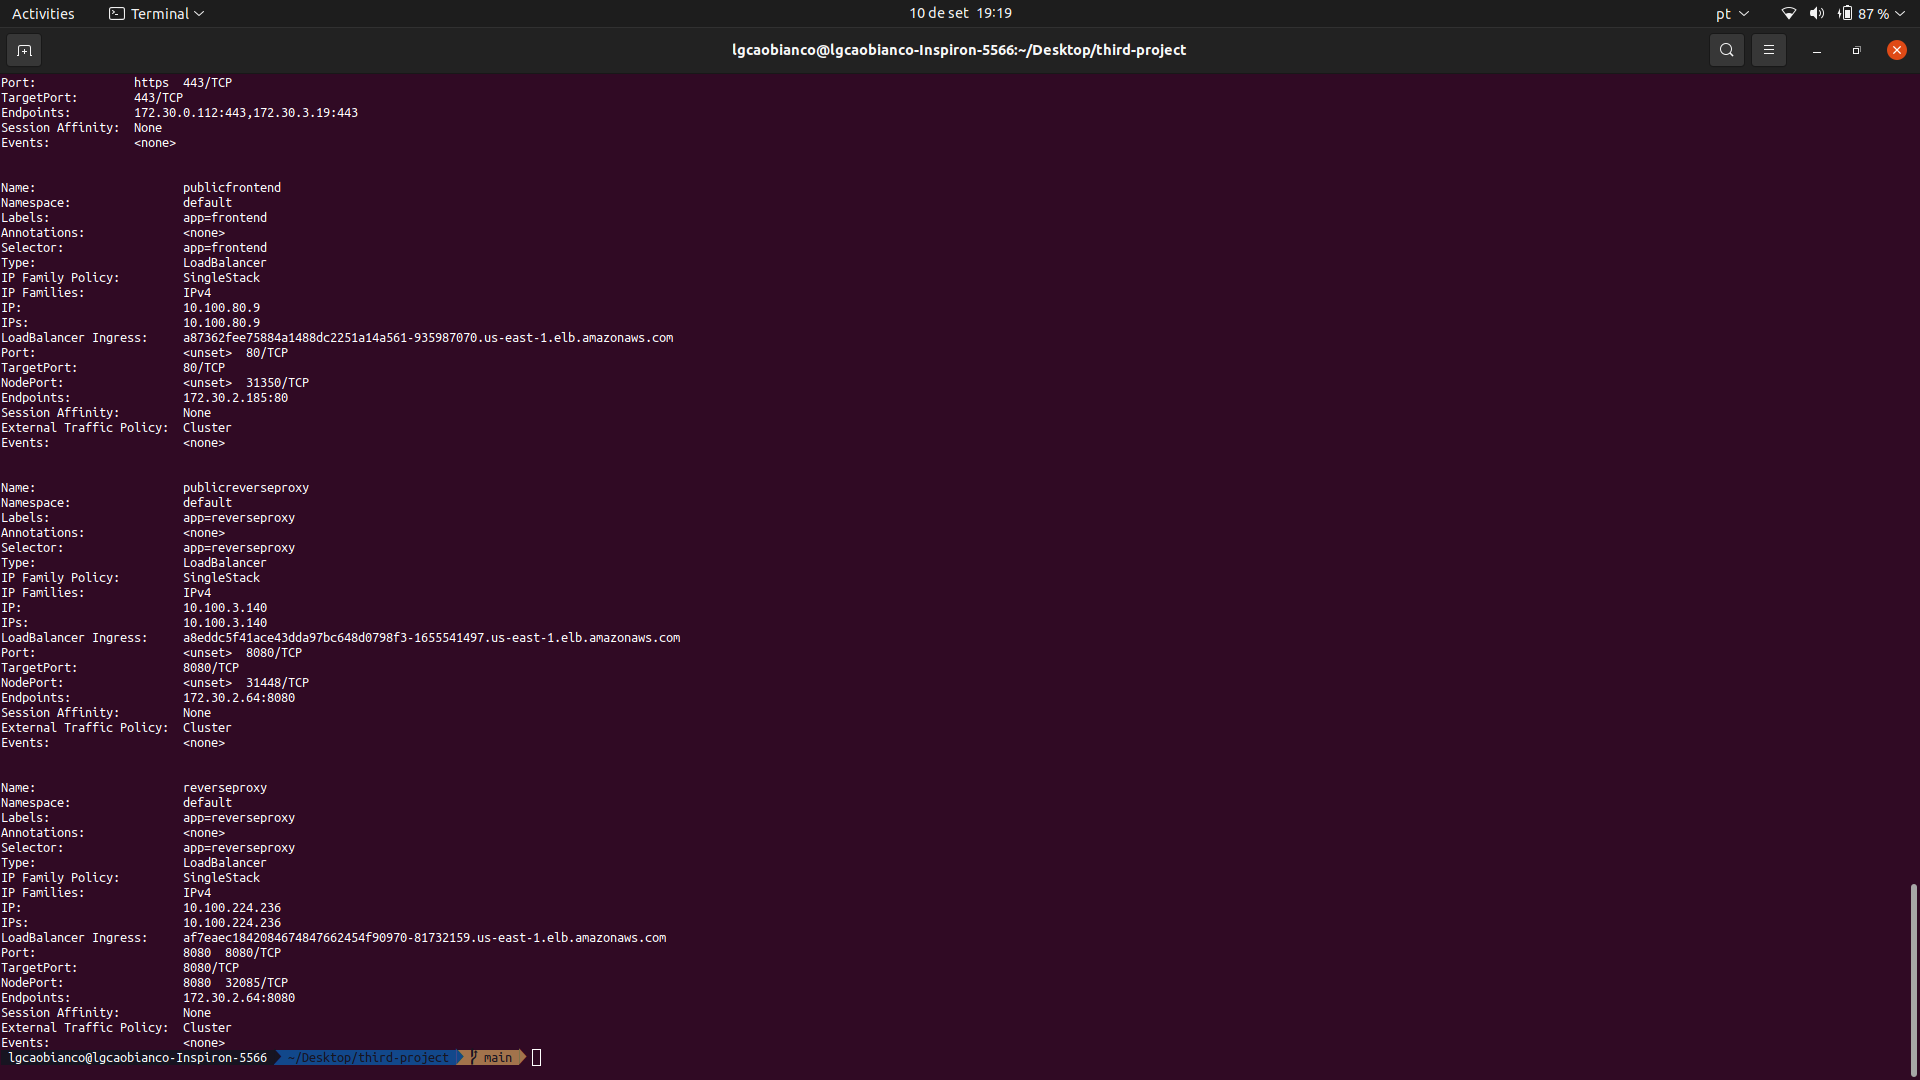 Activities Terminal 10 de set 19:19 pt 87 %
lgcaobianco@lgcaobianco-Inspiron-5566:~/Desktop/third-project
Port: https 443/TCP
TargetPort: 443/TCP
Endpoints: 172.30.0.112:443,172.30.3.19:443
Session Affinity: None
Events: <none>
Name: publicfrontend
Namespace: default
Labels: app=frontend
Annotations: <none>
Selector: app=frontend
Type: LoadBalancer
IP Family Policy: SingleStack
IP Families: IPv4
IP: 10.100.80.9
IPs: 10.100.80.9
LoadBalancer Ingress: a87362fee75884a1488dc2251a14a561-935987070.us-east-1.elb.amazonaws.com
Port: <unset> 80/TCP
TargetPort: 80/TCP
NodePort: <unset> 31350/TCP
Endpoints: 172.30.2.185:80
Session Affinity: None
External Traffic Policy: Cluster
Events: <none>
Name: publicreverseproxy
Namespace: default
Labels: app=reverseproxy
Annotations: <none>
Selector: app=reverseproxy
Type: LoadBalancer
IP Family Policy: SingleStack
IP Families: IPv4
IP: 10.100.3.140
IPs: 10.100.3.140
LoadBalancer Ingress: a8eddc5f41ace43dda97bc648d0798f3-1655541497.us-east-1.elb.amazonaws.com
Port: <unset> 8080/TCP
TargetPort: 8080/TCP
NodePort: <unset> 31448/TCP
Endpoints: 172.30.2.64:8080
Session Affinity: None
External Traffic Policy: Cluster
Events: <none>
Name: reverseproxy
Namespace: default
Labels: app=reverseproxy
Annotations: <none>
Selector: app=reverseproxy
Type: LoadBalancer
IP Family Policy: SingleStack
IP Families: IPv4
IP: 10.100.224.236
IPs: 10.100.224.236
LoadBalancer Ingress: af7eaec1842084674847662454f90970-81732159.us-east-1.elb.amazonaws.com
Port: 8080 8080/TCP
TargetPort: 8080/TCP
NodePort: 8080 32085/TCP
Endpoints: 172.30.2.64:8080
Session Affinity: None
External Traffic Policy: Cluster
Events: <none>
lgcaobianco@lgcaobianco-Inspiron-5566 ~/Desktop/third-project main